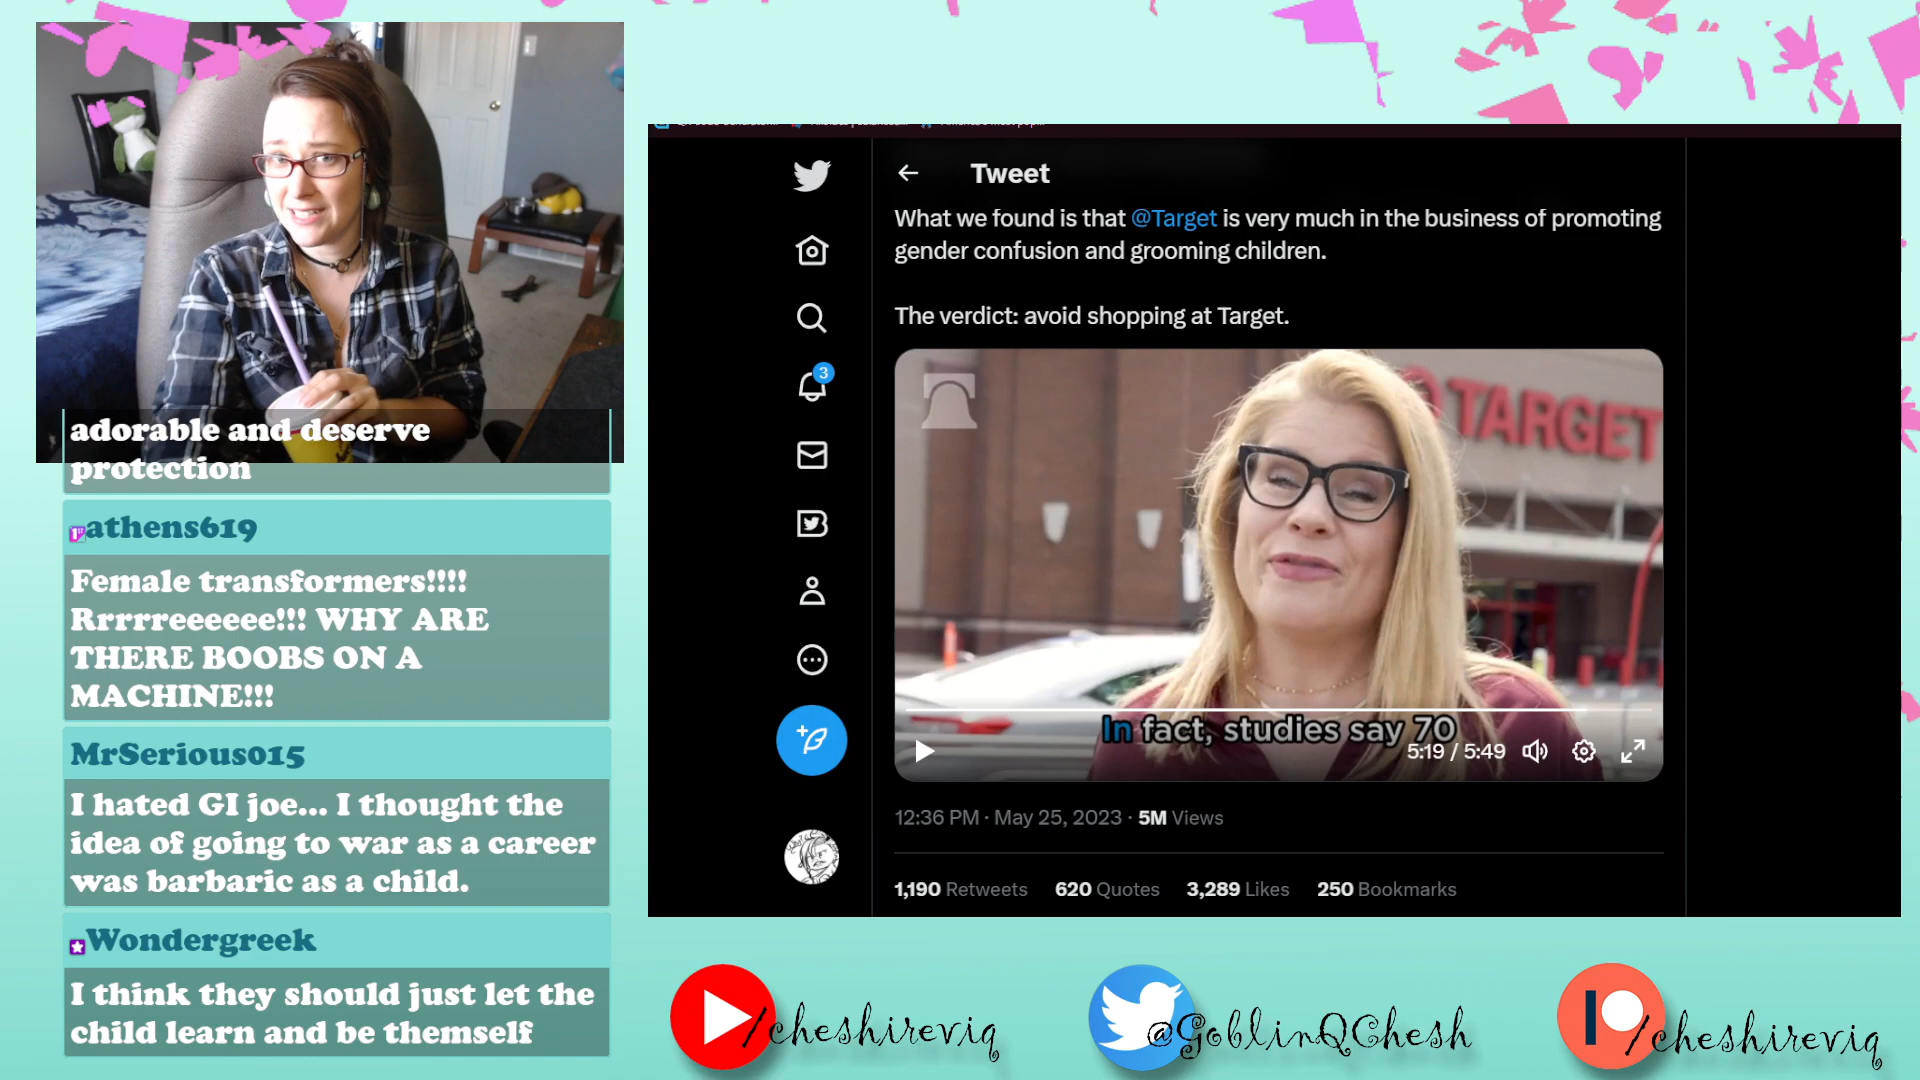 adorable and deserve
protection
athens619
Female transformers!!!!
Rrrrreeeeee!!! WHY ARE
THERE BOOBS ON A
MACHINE!!!
MrSerious015
I hated GI joe... I thought the
idea of going to war as a career
was barbaric as a child.
Wondergreek
I think they should just let the
child learn and be themself
Tweet
What we found is that @Target is very much in the business of promoting
gender confusion and grooming children.
The verdict: avoid shopping at Target.
3
TARGET
In fact, studies say 70
5:19 / 5:49
12:36 PM · May 25, 2023 · 5M Views
1,190 Retweets 620 Quotes 3,289 Likes 250 Bookmarks
/cheshireviq
@GoblinQChesh
/cheshireviq